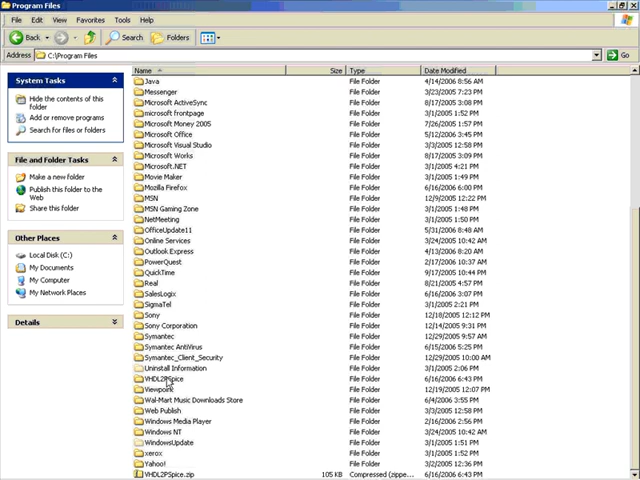 Program Files
File Edit View Favorites Tools Help
Back Search Folders
Address C:\Program Files Go
System Tasks
Hide the contents of this
folder
Add or remove programs
Search for files or folders
File and Folder Tasks
Make a new folder
Publish this folder to the
Web
Share this folder
Other Places
Local Disk (C:)
My Documents
My Computer
My Network Places
Details
Name Size Type Date Modified
Java File Folder 4/14/2006 8:56 AM
Messenger File Folder 3/23/2005 7:23 PM
Microsoft ActiveSync File Folder 8/17/2005 3:08 PM
microsoft frontpage File Folder 3/1/2005 1:52 PM
Microsoft Money 2005 File Folder 7/26/2005 1:57 PM
Microsoft Office File Folder 5/12/2006 3:45 PM
Microsoft Visual Studio File Folder 3/3/2005 12:58 PM
Microsoft Works File Folder 8/17/2005 3:09 PM
Microsoft.NET File Folder 3/1/2005 4:21 PM
Movie Maker File Folder 3/1/2005 1:49 PM
Mozilla Firefox File Folder 6/16/2006 6:00 PM
MSN File Folder 12/9/2005 12:22 PM
MSN Gaming Zone File Folder 3/1/2005 1:48 PM
NetMeeting File Folder 3/1/2005 1:50 PM
OfficeUpdate11 File Folder 5/31/2006 8:48 AM
Online Services File Folder 3/24/2005 10:42 AM
Outlook Express File Folder 4/13/2006 8:20 AM
PowerQuest File Folder 2/17/2006 10:37 AM
QuickTime File Folder 9/17/2005 10:44 AM
Real File Folder 8/21/2005 4:57 PM
SalesLogix File Folder 6/16/2006 3:07 PM
SigmaTel File Folder 3/1/2005 2:21 PM
Sony File Folder 12/18/2005 12:12 PM
Sony Corporation File Folder 12/14/2005 9:31 PM
Symantec File Folder 12/29/2005 9:57 AM
Symantec AntiVirus File Folder 6/15/2006 5:25 PM
Symantec_Client_Security File Folder 12/29/2005 10:00 AM
Uninstall Information File Folder 3/1/2005 2:06 PM
VHDL2PSpice File Folder 6/16/2006 6:43 PM
Viewpoint File Folder 12/19/2005 12:07 PM
Wal-Mart Music Downloads Store File Folder 6/4/2006 3:55 PM
Web Publish File Folder 3/3/2005 12:58 PM
Windows Media Player File Folder 2/16/2006 2:56 PM
Windows NT File Folder 3/24/2005 10:42 AM
WindowsUpdate File Folder 3/1/2005 1:51 PM
xerox File Folder 3/1/2005 1:52 PM
Yahoo! File Folder 3/2/2005 12:36 PM
VHDL2PSpice.zip 105 KB Compressed (zippe... 6/16/2006 6:43 PM